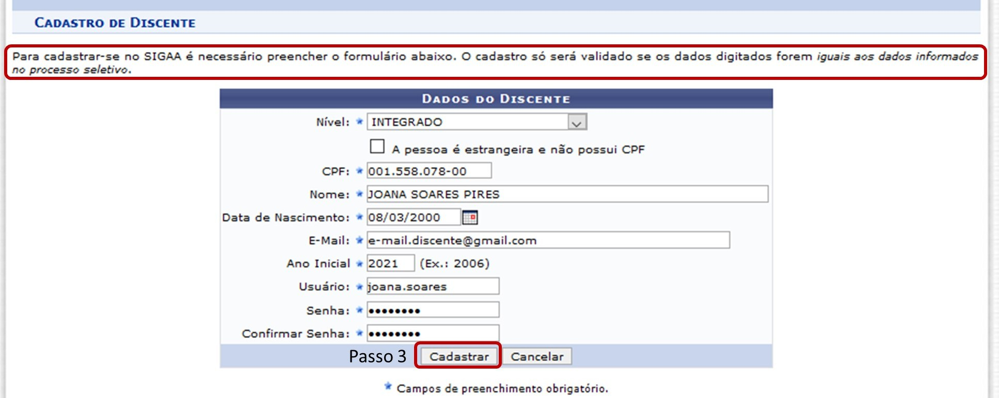 CADASTRO DE DISCENTE
Para cadastrar-se no SIGAA é necessário preencher o formulário abaixo. O cadastro só será validado se os dados digitados forem iguais aos dados informados
no processo seletivo.
DADOS DO DISCENTE
Nível: * INTEGRADO
A pessoa é estrangeira e não possui CPF
CPF: * 001.558.078-00
Nome: * JOANA SOARES PIRES
Data de Nascimento: * 08/03/2000
E-Mail: * e-mail.discente@gmail.com
Ano Inicial * 2021 (Ex.: 2006)
Usuário: * joana.soares
Senha: * ••••••••
Confirmar Senha: * ••••••••
Passo 3 Cadastrar Cancelar
* Campos de preenchimento obrigatório.